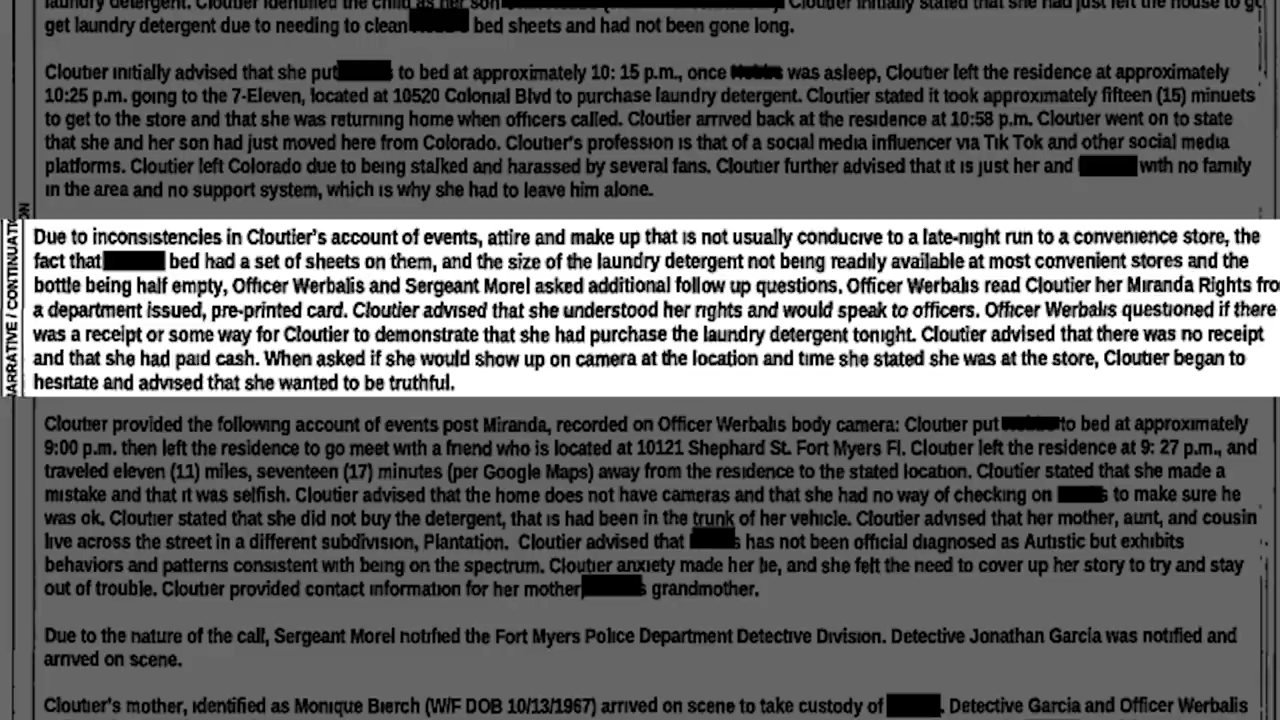 laundry detergent. Cloutier identified the child as her son Cloutier initially stated that she had just left the house to go
get laundry detergent due to needing to clean bed sheets and had not been gone long.
Cloutier initially advised that she put to bed at approximately 10: 15 p.m., once was asleep, Cloutier left the residence at approximately
10:25 p.m. going to the 7-Eleven, located at 10520 Colonial Blvd to purchase laundry detergent. Cloutier stated it took approximately fifteen (15) minuets
to get to the store and that she was returning home when officers called. Cloutier arrived back at the residence at 10:58 p.m. Cloutier went on to state
that she and her son had just moved here from Colorado. Cloutier's profession is that of a social media influencer via Tik Tok and other social media
platforms. Cloutier left Colorado due to being stalked and harassed by several fans. Cloutier further advised that it is just her and with no family
in the area and no support system, which is why she had to leave him alone.
Due to inconsistencies in Cloutier's account of events, attire and make up that is not usually conducive to a late-night run to a convenience store, the
fact that bed had a set of sheets on them, and the size of the laundry detergent not being readily available at most convenient stores and the
bottle being half empty, Officer Werbalis and Sergeant Morel asked additional follow up questions, Officer Werbalis read Cloutier her Miranda Rights fro
a department issued, pre-printed card. Cloutier advised that she understood her rights and would speak to officers. Officer Werbalis questioned if there
was a receipt or some way for Cloutier to demonstrate that she had purchase the laundry detergent tonight. Cloutier advised that there was no receipt
and that she had paid cash. When asked if she would show up on camera at the location and time she stated she was at the store, Cloutier began to
hesitate and advised that she wanted to be truthful.
Cloutier provided the following account of events post Miranda, recorded on Officer Werbalis body camera: Cloutier put to bed at approximately
9:00 p.m. then left the residence to go meet with a friend who is located at 10121 Shephard St. Fort Myers Fl. Cloutier left the residence at 9: 27 p.m., and
traveled eleven (11) miles, seventeen (17) minutes (per Google Maps) away from the residence to the stated location. Cloutier stated that she made a
mistake and that it was selfish. Cloutier advised that the home does not have cameras and that she had no way of checking on s to make sure he
was ok. Cloutier stated that she did not buy the detergent, that is had been in the trunk of her vehicle. Cloutier advised that her mother, aunt, and cousin
live across the street in a different subdivision, Plantation. Cloutier advised that s has not been official diagnosed as Autistic but exhibits
behaviors and patterns consistent with being on the spectrum. Cloutier anxiety made her lie, and she felt the need to cover up her story to try and stay
out of trouble. Cloutier provided contact information for her mother s grandmother.
Due to the nature of the call, Sergeant Morel notified the Fort Myers Police Department Detective Division. Detective Jonathan Garcia was notified and
arrived on scene.
Cloutier's mother, identified as Monique Bierch (W/F DOB 10/13/1967) arrived on scene to take custody of . Detective Garcia and Officer Werbalis
ARRATIVE / CONTINUATI
ON